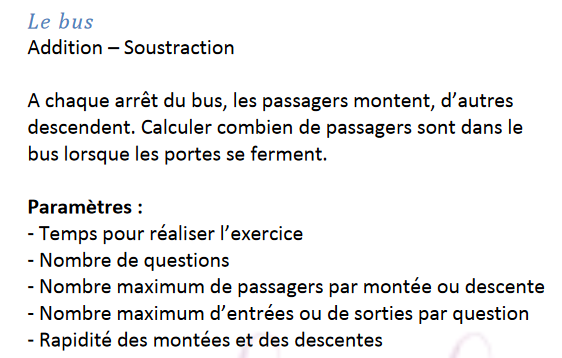 Le bus
Addition – Soustraction
A chaque arrêt du bus, les passagers montent, d’autres
descendent. Calculer combien de passagers sont dans le
bus lorsque les portes se ferment.
Paramètres :
- Temps pour réaliser l’exercice
- Nombre de questions
- Nombre maximum de passagers par montée ou descente
- Nombre maximum d’entrées ou de sorties par question
- Rapidité des montées et des descentes